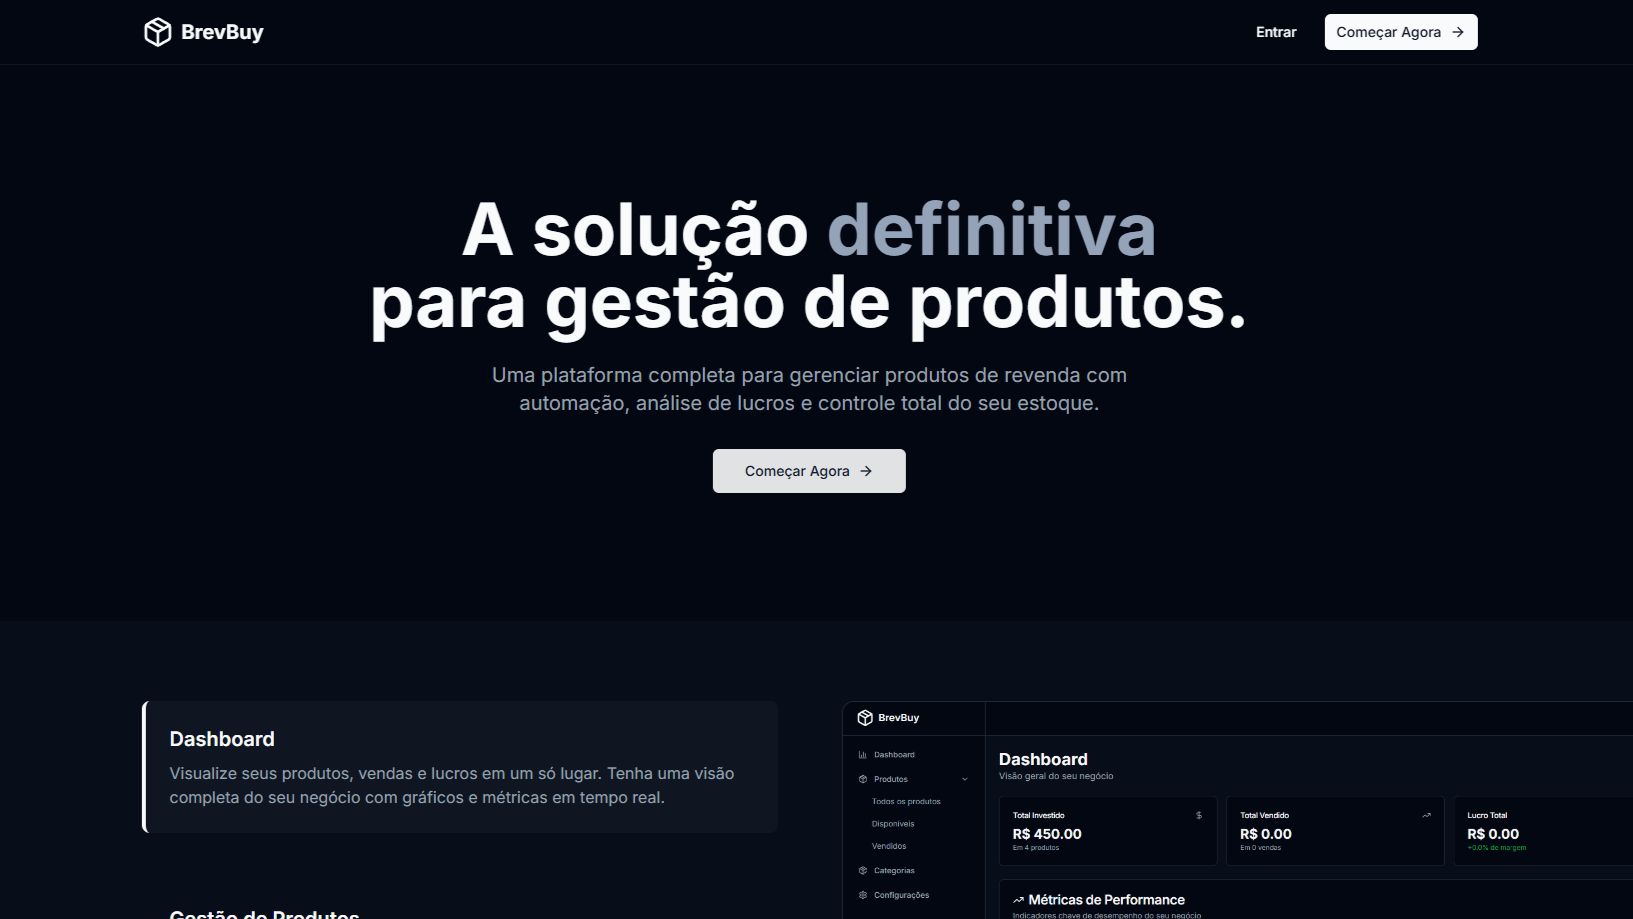 BrevBuy
Entrar
Começar Agora
A solução definitiva
para gestão de produtos.
Uma plataforma completa para gerenciar produtos de revenda com
automação, análise de lucros e controle total do seu estoque.
Começar Agora
Dashboard
Visualize seus produtos, vendas e lucros em um só lugar. Tenha uma visão
completa do seu negócio com gráficos e métricas em tempo real.
Gestão de Produtos
BrevBuy
Dashboard
Produtos
Todos os produtos
Disponíveis
Vendidos
Categorias
Configurações
Dashboard
Visão geral do seu negócio
Total Investido
$
R$ 450.00
Em 4 produtos
Total Vendido
R$ 0.00
Em 0 vendas
Lucro Total
R$ 0.00
+0.0% de margem
Métricas de Performance
Indicadores chave de desempenho do seu negócio